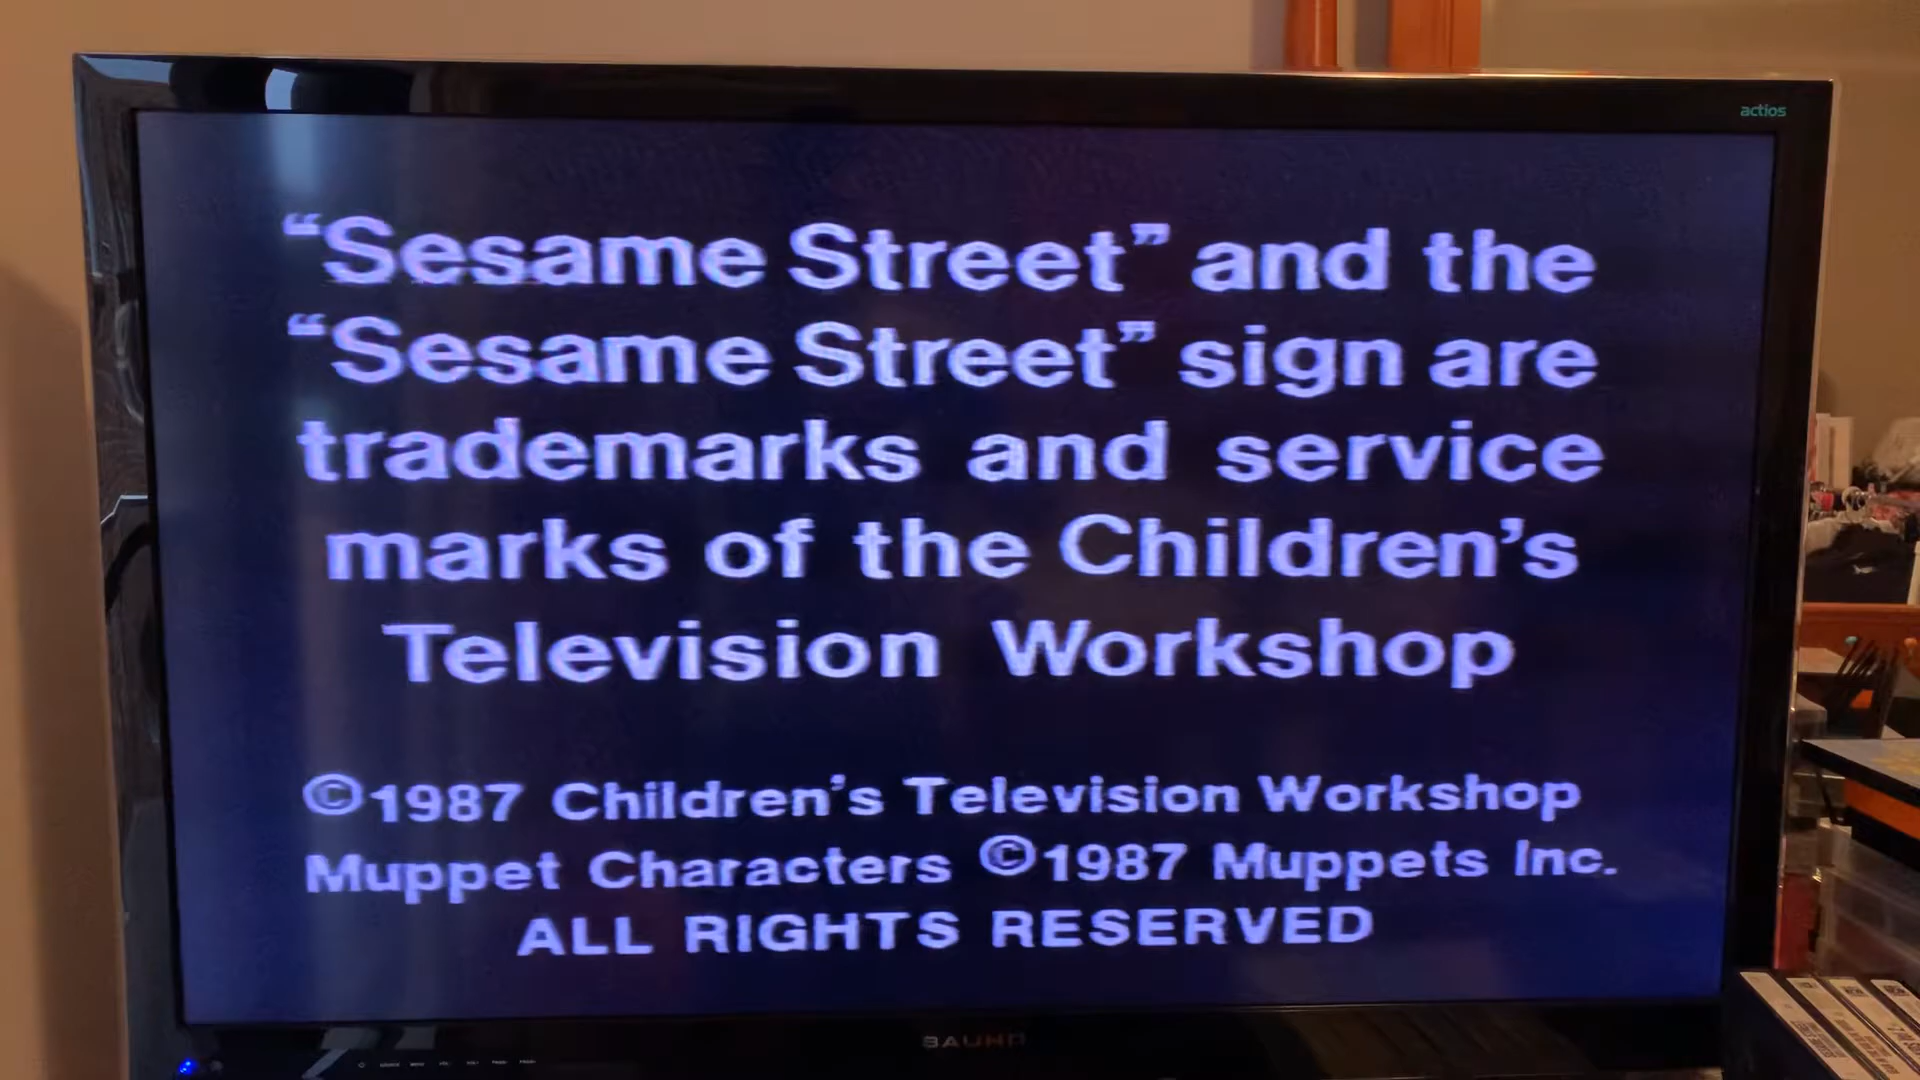 actios
“Sesame Street” and the
“Sesame Street” sign are
trademarks and service
marks of the Children’s
Television Workshop
©1987 Children’s Television Workshop
Muppet Characters ©1987 Muppets Inc.
ALL RIGHTS RESERVED
BAUHN